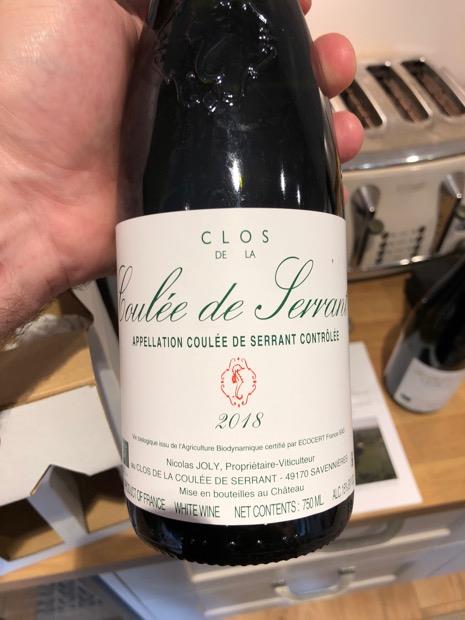 CLOS
DE LA
Coulée de Serrant
APPELLATION COULÉE DE SERRANT CONTRÔLÉE
2018
Vin biologique issu de l'Agriculture Biodynamique certifié par ECOCERT France SAS
Nicolas JOLY, Propriétaire-Viticulteur
au CLOS DE LA COULÉE DE SERRANT - 49170 SAVENNIÈRES
Mise en bouteilles au Château
PRODUCT OF FRANCE WHITE WINE NET CONTENTS : 750 ML ALC.